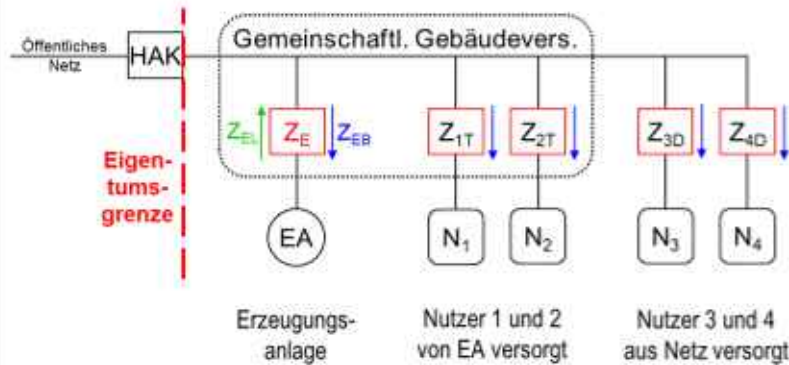 Öffentliches
Netz
HAK
Gemeinschaftl. Gebäudevers.
Eigen-
tums-
grenze
Z_EL
Z_E
Z_EB
Z_1T
Z_2T
Z_3D
Z_4D
EA
N_1
N_2
N_3
N_4
Erzeugungs-
anlage
Nutzer 1 und 2
von EA versorgt
Nutzer 3 und 4
aus Netz versorgt